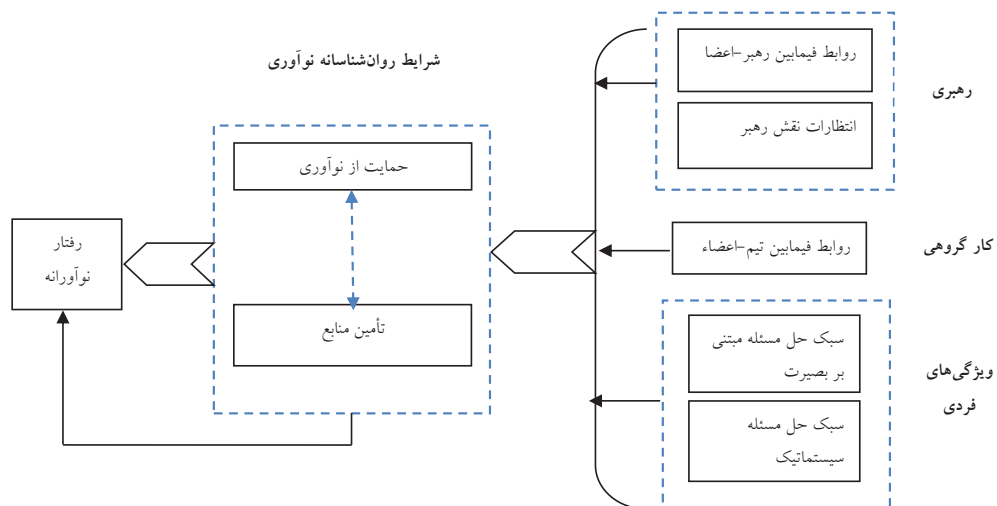 شرایط روان‌شناسانه نوآوری
رهبری
روابط فیمابین رهبر-اعضا
انتظارات نقش رهبر
کار گروهی
روابط فیمابین تیم-اعضاء
ویژگی‌های
فردی
سبک حل مسئله مبتنی
بر بصیرت
سبک حل مسئله
سیستماتیک
حمایت از نوآوری
تأمین منابع
رفتار
نوآورانه